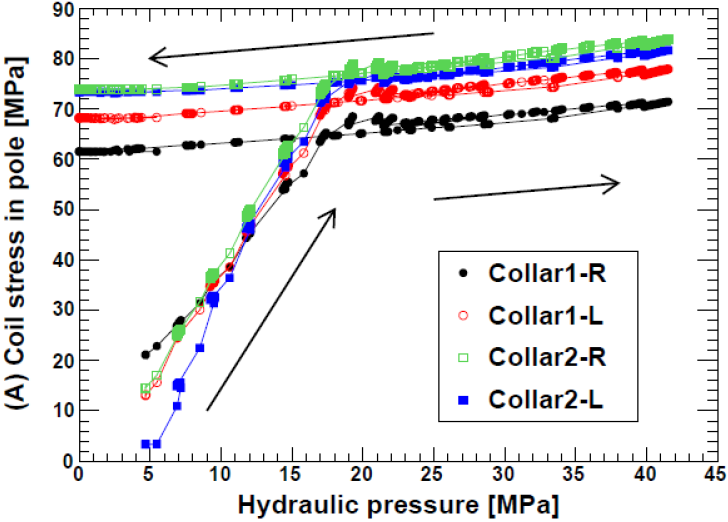 (A) Coil stress in pole [MPa]
90
80
70
60
50
40
30
20
10
0
0 5 10 15 20 25 30 35 40 45
Hydraulic pressure [MPa]
Collar1-R
Collar1-L
Collar2-R
Collar2-L